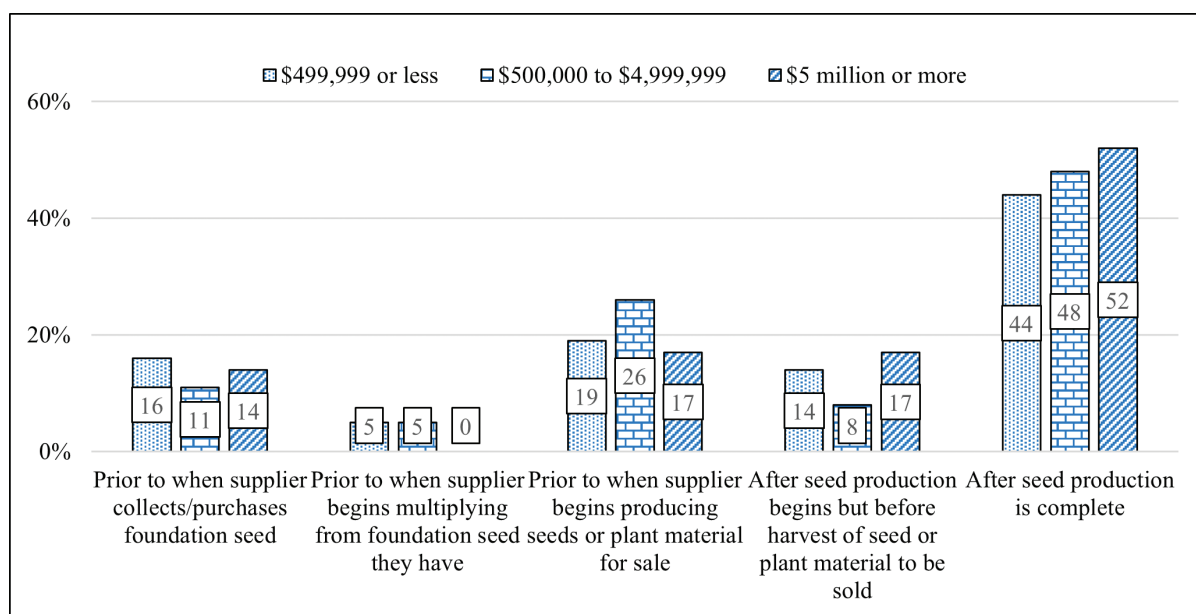 $499,999 or less $500,000 to $4,999,999 $5 million or more
60%
40%
20%
0%
16 11 14
5 5 0
19 26 17
14 8 17
44 48 52
Prior to when supplier
collects/purchases
foundation seed
Prior to when supplier
begins multiplying
from foundation seed
they have
Prior to when supplier
begins producing
seeds or plant material
for sale
After seed production
begins but before
harvest of seed or
plant material to be
sold
After seed production
is complete